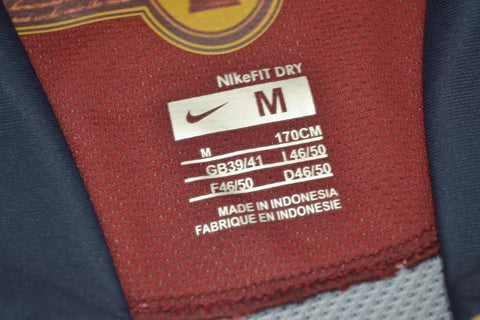 NIKeFIT DRY
M
M 170CM
GB39/41 I46/50
F46/50 D46/50
MADE IN INDONESIA
FABRIQUE EN INDONESIE